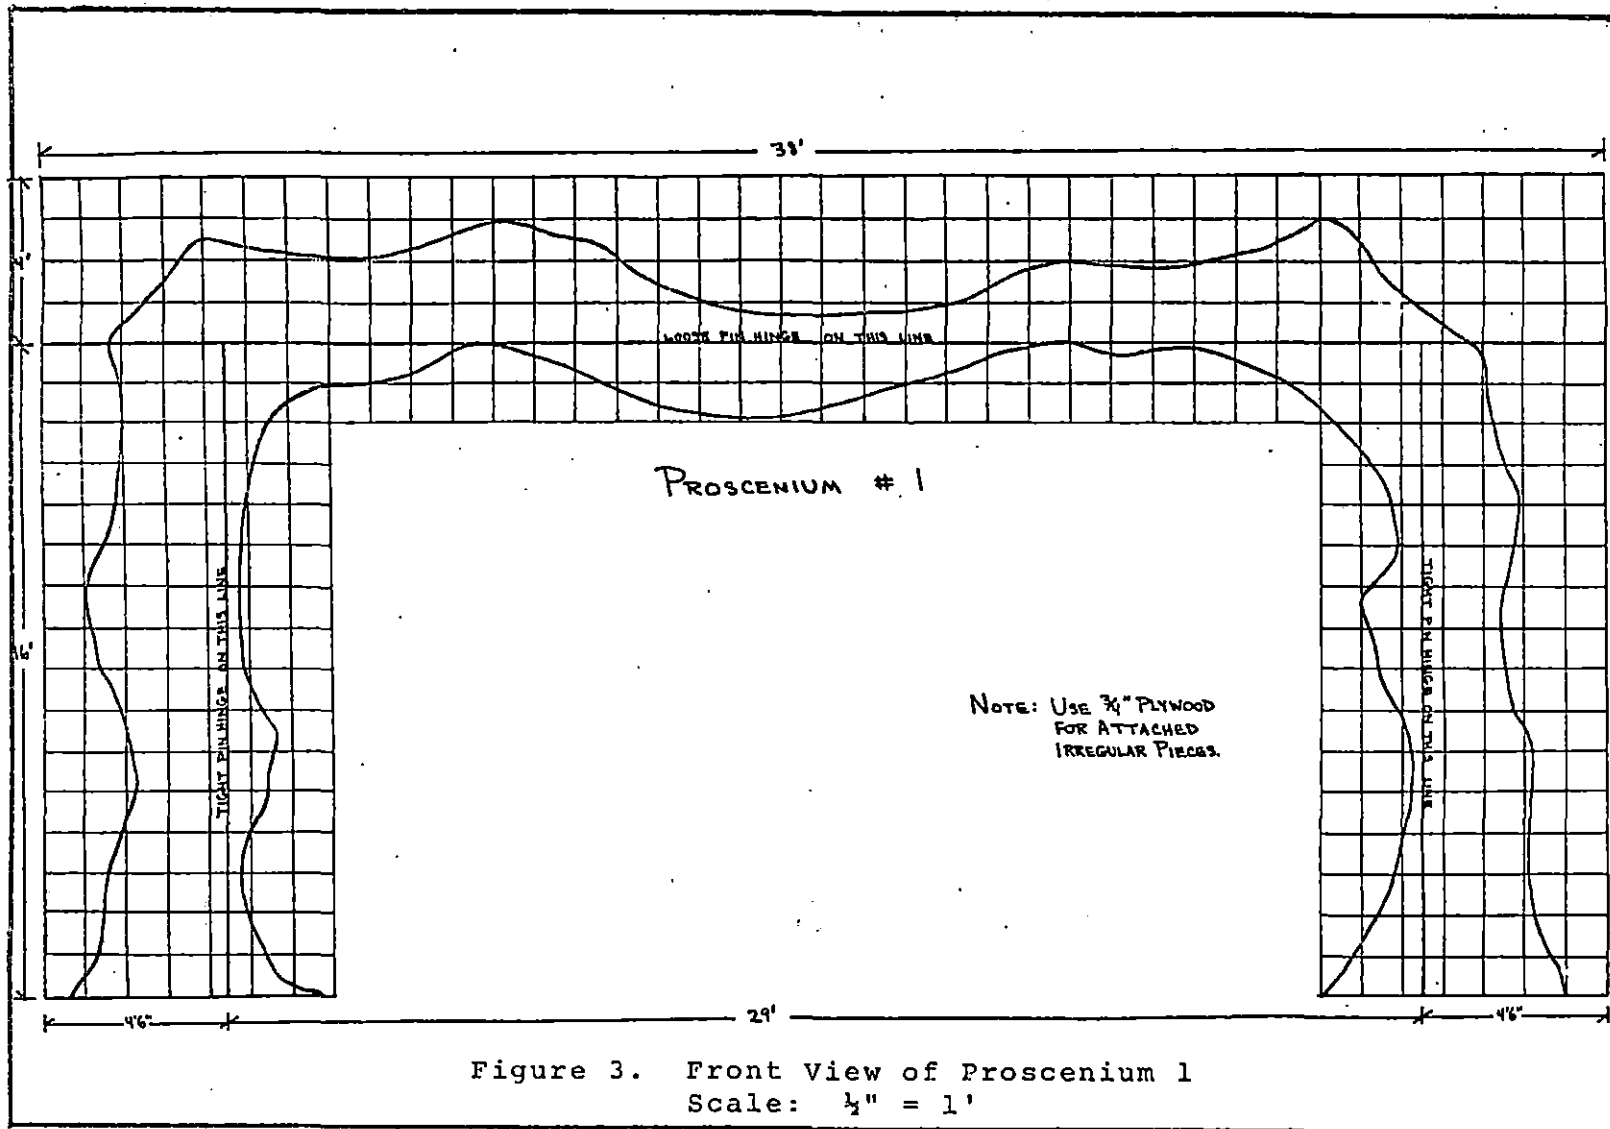 38'
LOOSE PIN HINGE ON THIS LINE
PROSCENIUM # 1
TIGHT PIN HINGE ON THIS LINE
TIGHT PIN HINGE ON THIS LINE
16"
NOTE: USE 3/4" PLYWOOD
FOR ATTACHED
IRREGULAR PIECES.
4'6"
29'
4'6"
Figure 3. Front View of Proscenium 1
Scale: ½" = 1'